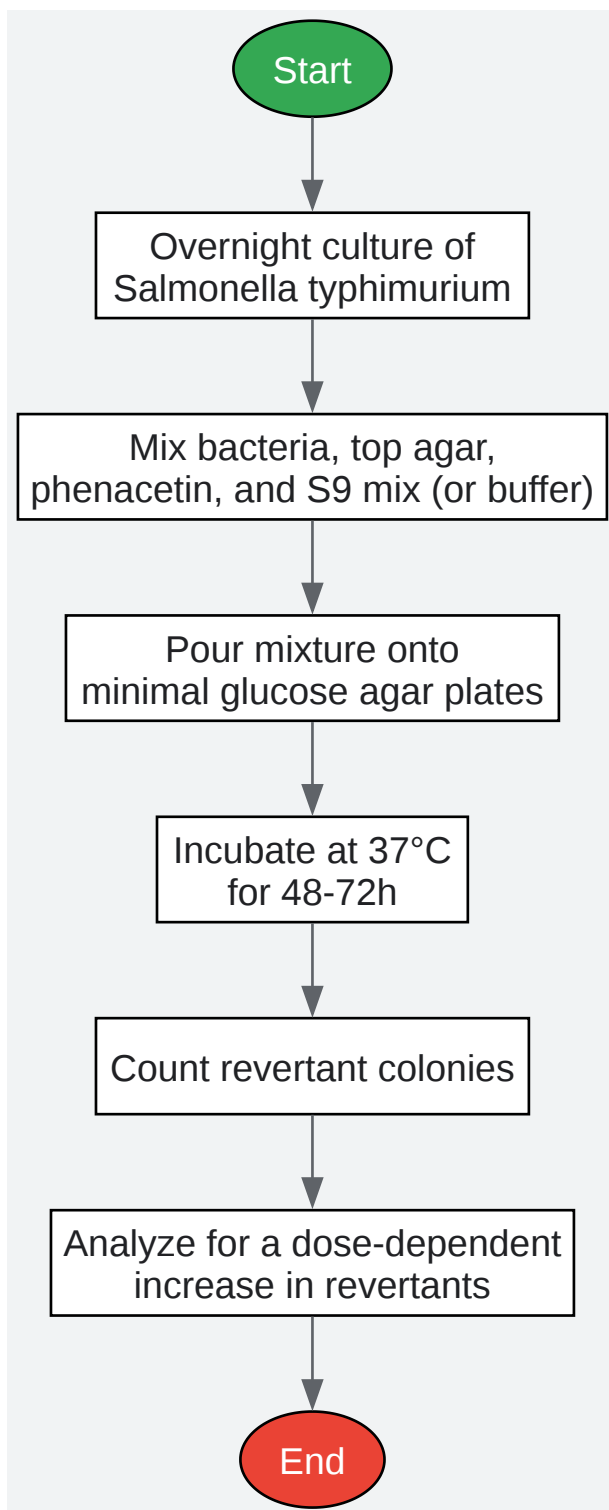 Start
Overnight culture of
Salmonella typhimurium
Mix bacteria, top agar,
phenacetin, and S9 mix (or buffer)
Pour mixture onto
minimal glucose agar plates
Incubate at 37°C
for 48-72h
Count revertant colonies
Analyze for a dose-dependent
increase in revertants
End